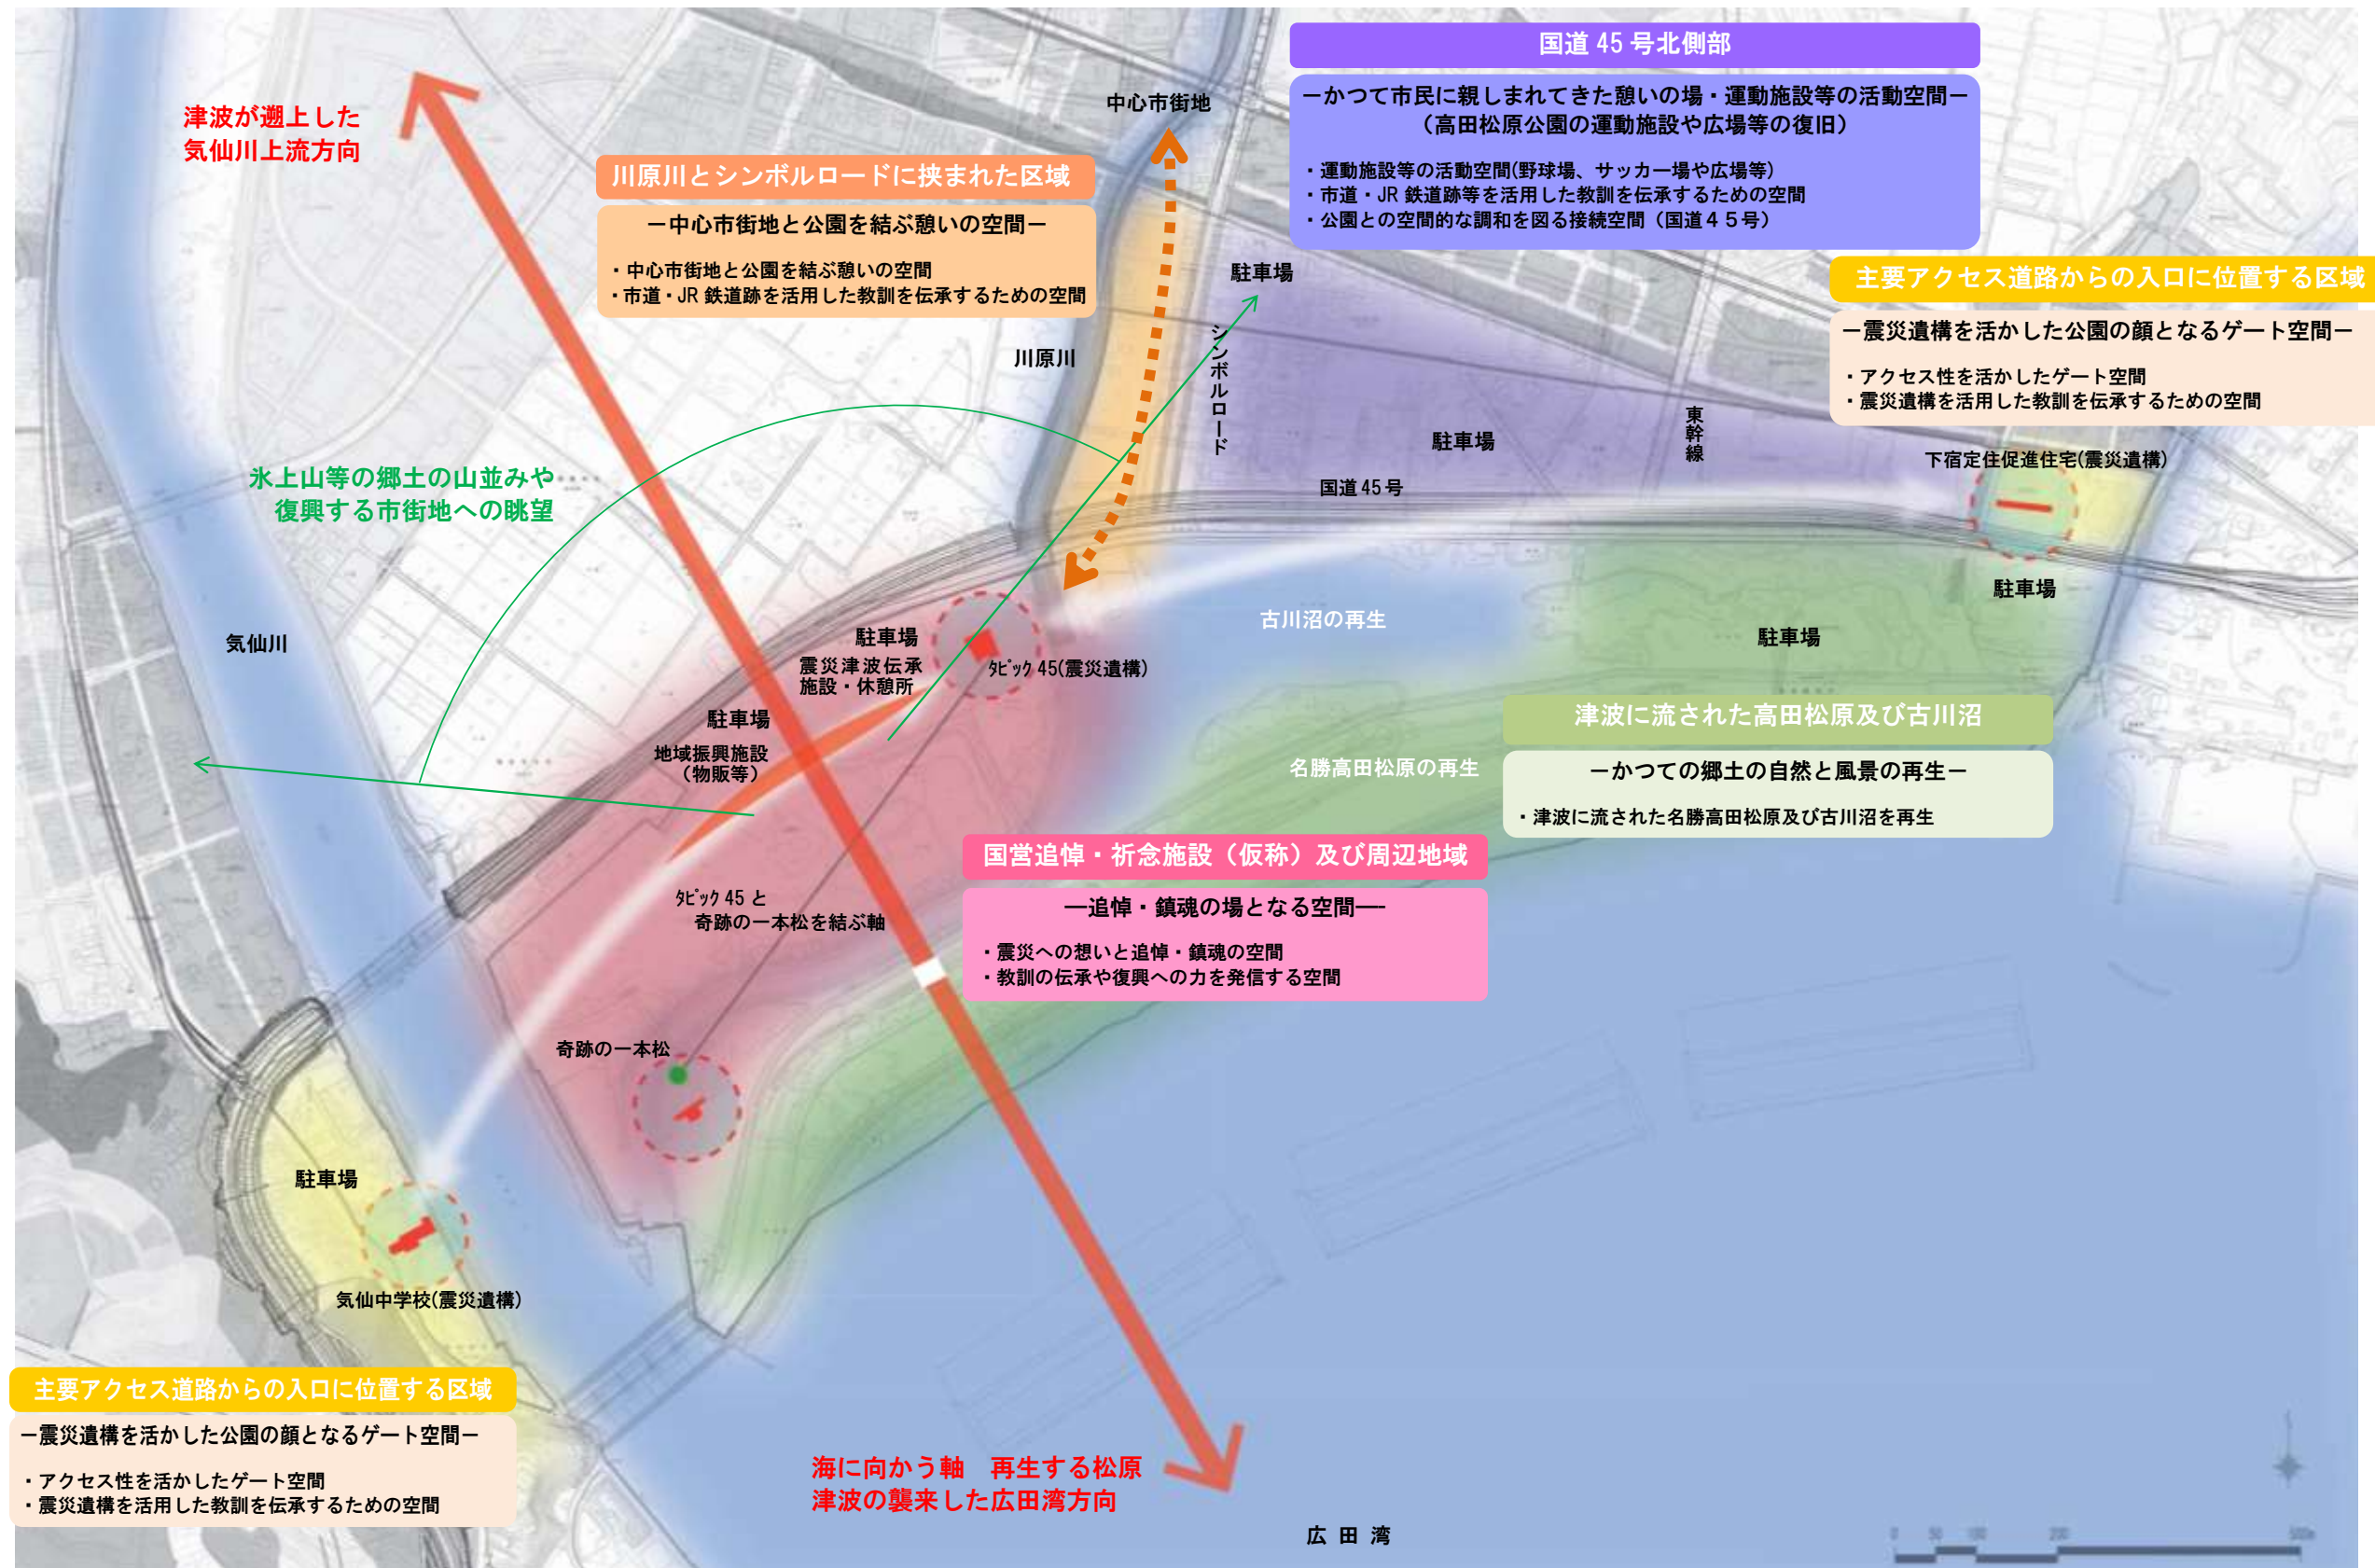 国道 45 号北側部
－かつて市民に親しまれてきた憩いの場・運動施設等の活動空間－
（高田松原公園の運動施設や広場等の復旧）
・運動施設等の活動空間(野球場、サッカー場や広場等)
・市道・JR 鉄道跡等を活用した教訓を伝承するための空間
・公園との空間的な調和を図る接続空間（国道４５号）
中心市街地
津波が遡上した
気仙川上流方向
川原川とシンボルロードに挟まれた区域
－中心市街地と公園を結ぶ憩いの空間－
・中心市街地と公園を結ぶ憩いの空間
・市道・JR 鉄道跡を活用した教訓を伝承するための空間
駐車場
主要アクセス道路からの入口に位置する区域
－震災遺構を活かした公園の顔となるゲート空間－
・アクセス性を活かしたゲート空間
・震災遺構を活用した教訓を伝承するための空間
川原川
シンボルロード
駐車場
東幹線
下宿定住促進住宅(震災遺構)
国道 45 号
氷上山等の郷土の山並みや
復興する市街地への眺望
駐車場
古川沼の再生
駐車場
気仙川
駐車場
震災津波伝承
施設・休憩所
ﾀﾋﾟｯｸ 45(震災遺構)
駐車場
地域振興施設
（物販等）
名勝高田松原の再生
津波に流された高田松原及び古川沼
－かつての郷土の自然と風景の再生－
・津波に流された名勝高田松原及び古川沼を再生
国営追悼・祈念施設（仮称）及び周辺地域
―追悼・鎮魂の場となる空間―-
・震災への想いと追悼・鎮魂の空間
・教訓の伝承や復興への力を発信する空間
ﾀﾋﾟｯｸ 45 と
奇跡の一本松を結ぶ軸
奇跡の一本松
駐車場
気仙中学校(震災遺構)
主要アクセス道路からの入口に位置する区域
－震災遺構を活かした公園の顔となるゲート空間－
・アクセス性を活かしたゲート空間
・震災遺構を活用した教訓を伝承するための空間
海に向かう軸　再生する松原
津波の襲来した広田湾方向
広 田 湾
0 50 100 200 500m